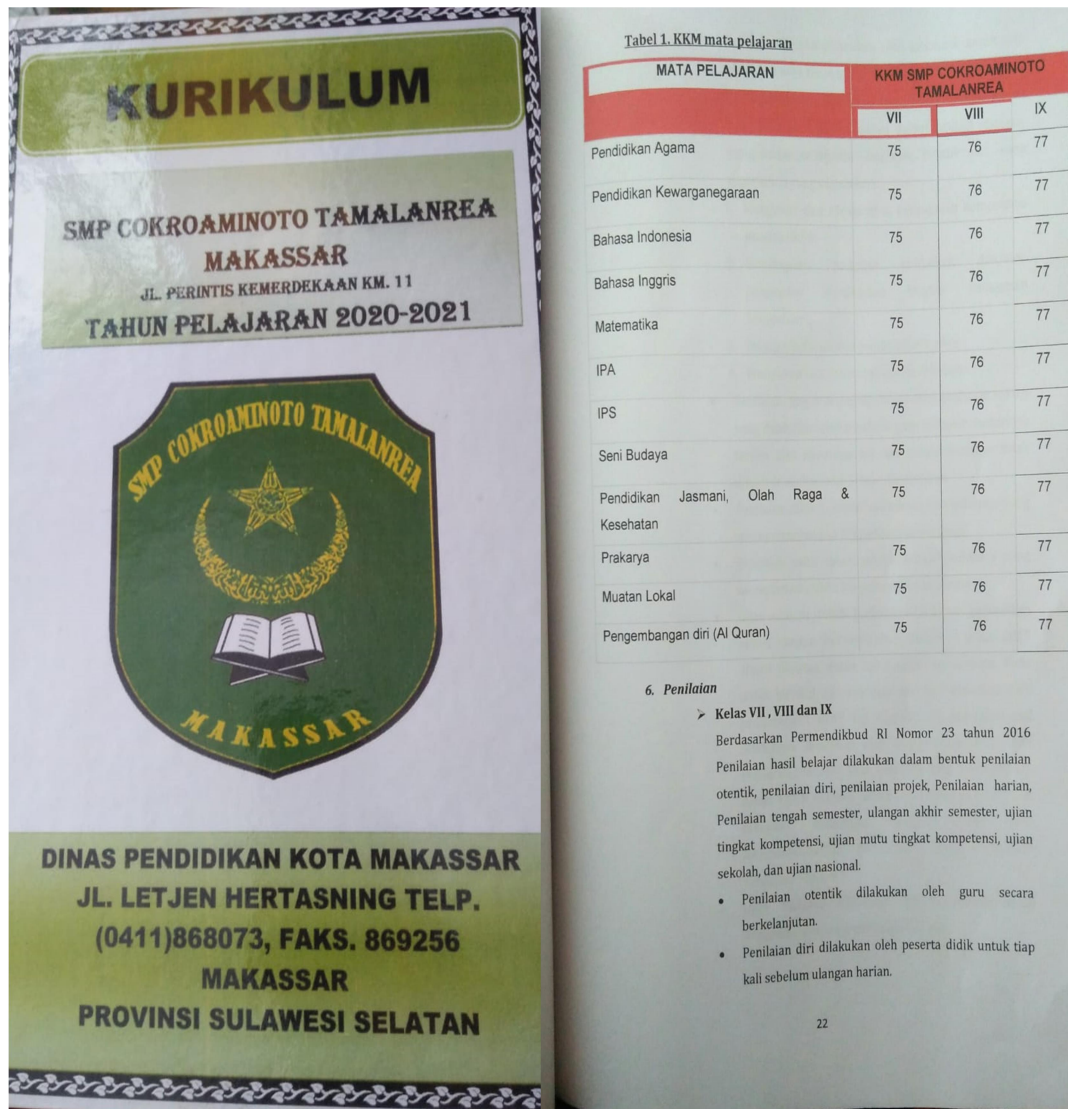 KURIKULUM
SMP COKROAMINOTO TAMALANREA
MAKASSAR
JL. PERINTIS KEMERDEKAAN KM. 11
TAHUN PELAJARAN 2020-2021
SMP COKROAMINOTO TAMALANREA
MAKASSAR
DINAS PENDIDIKAN KOTA MAKASSAR
JL. LETJEN HERTASNING TELP.
(0411)868073, FAKS. 869256
MAKASSAR
PROVINSI SULAWESI SELATAN
Tabel 1. KKM mata pelajaran
MATA PELAJARAN KKM SMP COKROAMINOTO
TAMALANREA
VII VIII IX
Pendidikan Agama 75 76 77
Pendidikan Kewarganegaraan 75 76 77
Bahasa Indonesia 75 76 77
Bahasa Inggris 75 76 77
Matematika 75 76 77
IPA 75 76 77
IPS 75 76 77
Seni Budaya 75 76 77
Pendidikan Jasmani, Olah Raga & 75 76 77
Kesehatan
Prakarya 75 76 77
Muatan Lokal 75 76 77
Pengembangan diri (Al Quran) 75 76 77
6. Penilaian
➢ Kelas VII , VIII dan IX
Berdasarkan Permendikbud RI Nomor 23 tahun 2016
Penilaian hasil belajar dilakukan dalam bentuk penilaian
otentik, penilaian diri, penilaian projek, Penilaian harian,
Penilaian tengah semester, ulangan akhir semester, ujian
tingkat kompetensi, ujian mutu tingkat kompetensi, ujian
sekolah, dan ujian nasional.
• Penilaian otentik dilakukan oleh guru secara
berkelanjutan.
• Penilaian diri dilakukan oleh peserta didik untuk tiap
kali sebelum ulangan harian.
22